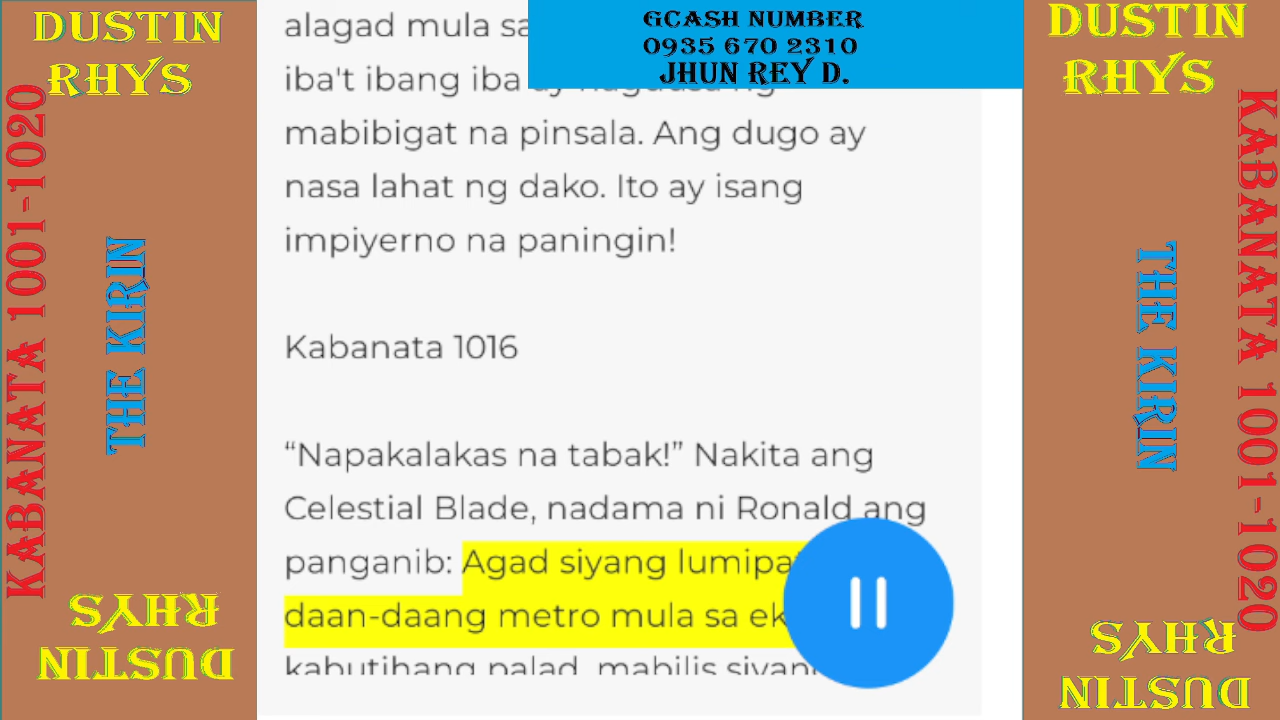 DUSTIN
RHYS
KABANATA 1001-1020
THE KIRIN
DUSTIN
RHYS
GCASH NUMBER
0935 670 2310
JHUN REY D.
alagad mula sa
iba't ibang iba ay
mabibigat na pinsala. Ang dugo ay
nasa lahat ng dako. Ito ay isang
impiyerno na paningin!
Kabanata 1016
“Napakalakas na tabak!” Nakita ang
Celestial Blade, nadama ni Ronald ang
panganib: Agad siyang
daan-daang metro mula sa
kabutihang palad, mabilis
DUSTIN
RHYS
THE KIRIN
KABANATA 1001-1020
DUSTIN
RHYS